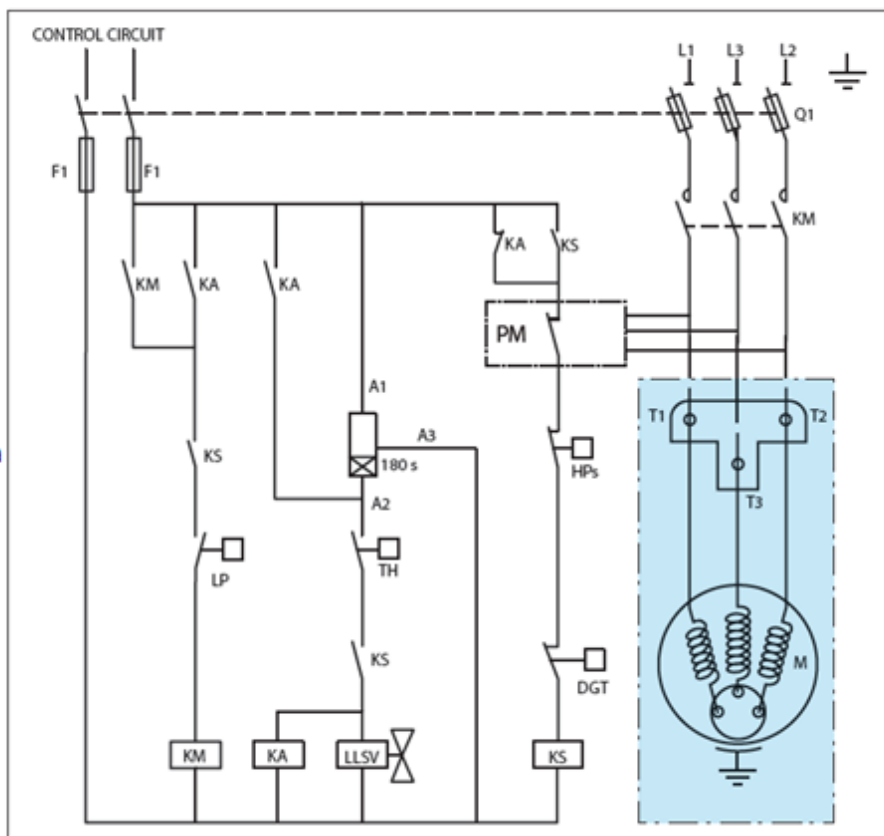 CONTROL CIRCUIT
L1 L3 L2
Q1
F1 F1
KM
KA KS
KM KA KA
PM
A1
T1 T2
A3
180 s
HPs
KS
A2
T3
LP TH
KS
M
DGT
KM KA LLSV KS